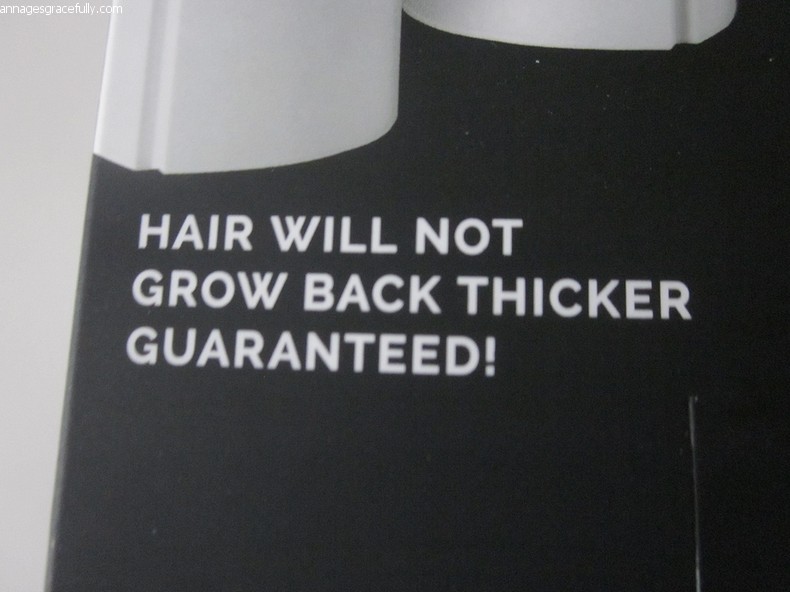 annagesgracefully.com
HAIR WILL NOT
GROW BACK THICKER
GUARANTEED!